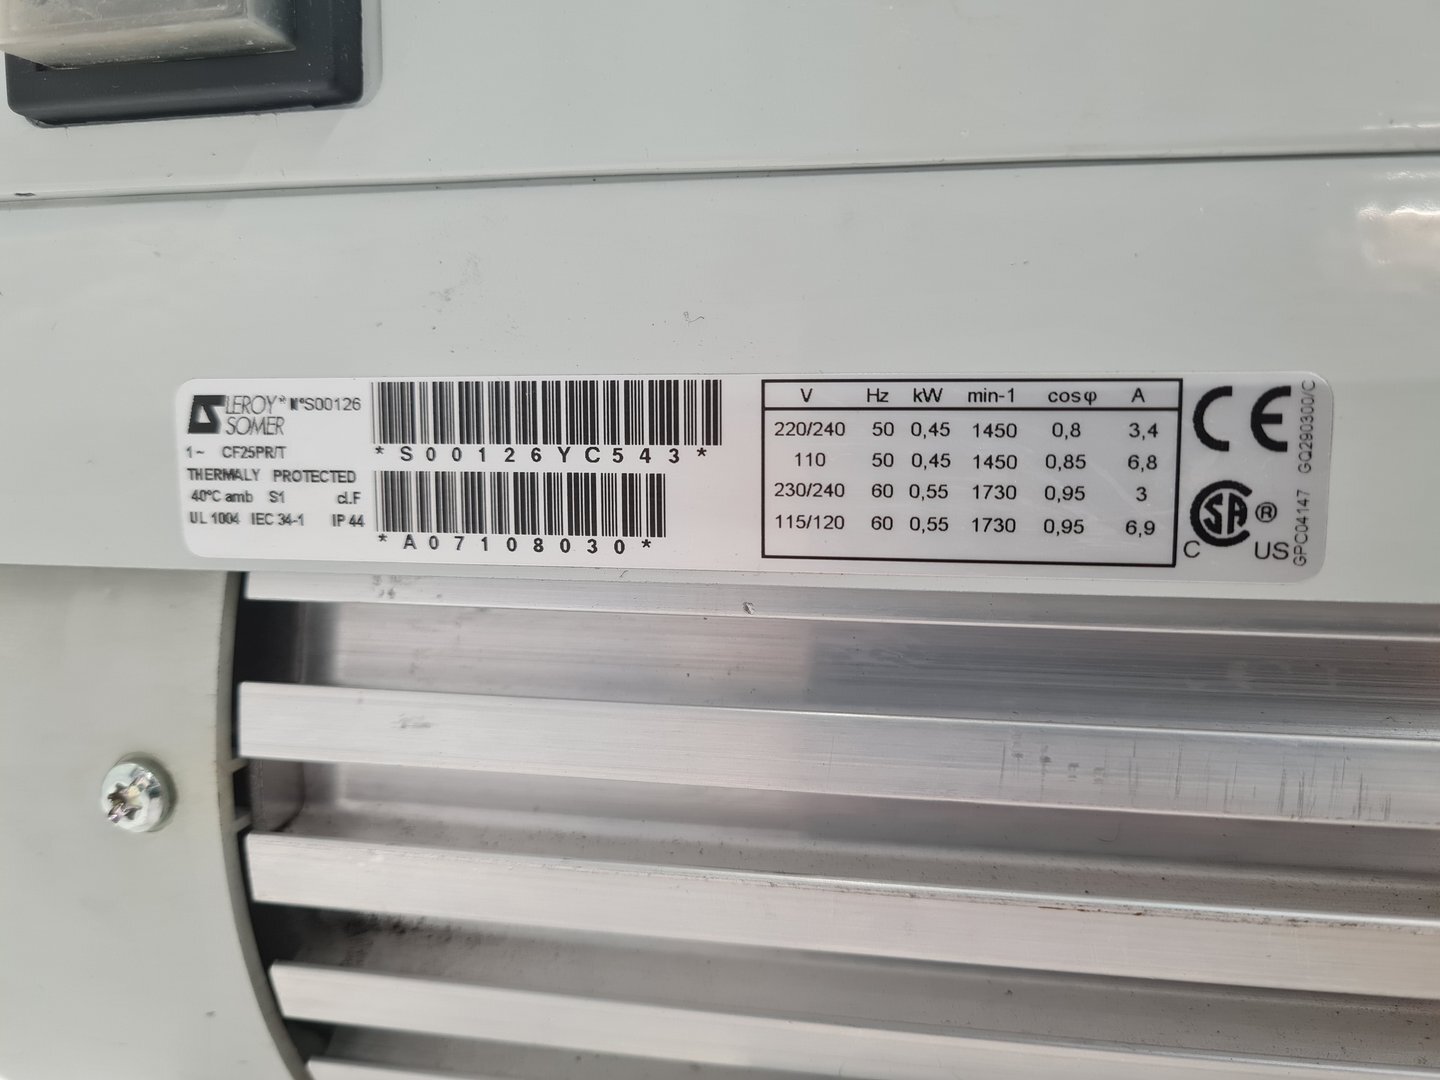 LEROY® N°S00126
SOMER
1~ CF25PR/T
THERMALY PROTECTED
40°C amb S1 cl.F
UL 1004 IEC 34-1 IP 44
*S00126YC543*
*A07108030*
V Hz kW min-1 cosφ A
220/240 50 0,45 1450 0,8 3,4
110 50 0,45 1450 0,85 6,8
230/240 60 0,55 1730 0,95 3
115/120 60 0,55 1730 0,95 6,9
CE
SA ®
C US
GPC04147 GQ290300/C